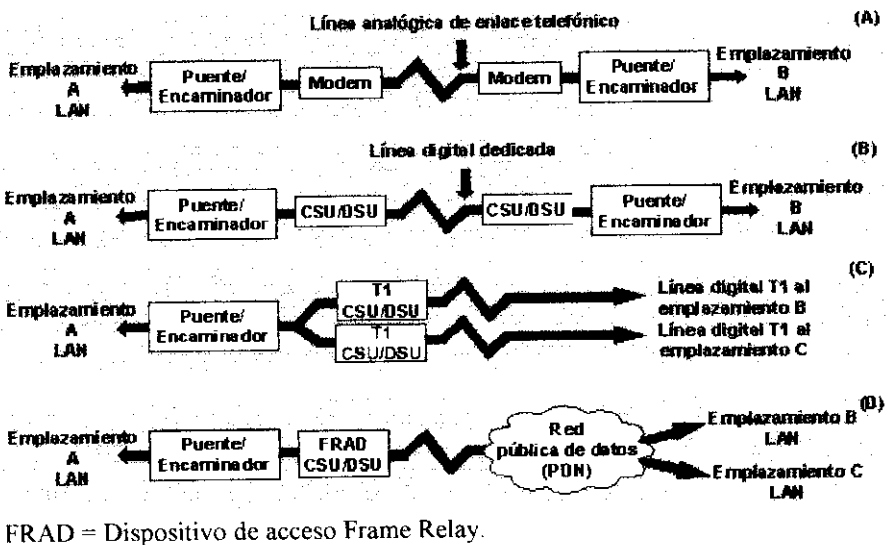 Línea analógica de enlace telefónico
(A)
Emplazamiento
A
LAN
Puente/
Encaminador
Modem
Modem
Puente/
Encaminador
Emplazamiento
B
LAN
Línea digital dedicada
(B)
Emplazamiento
A
LAN
Puente/
Encaminador
CSU/DSU
CSU/DSU
Puente/
Encaminador
Emplazamiento
B
LAN
(C)
Emplazamiento
A
LAN
Puente/
Encaminador
T1
CSU/DSU
T1
CSU/DSU
Línea digital T1 al
emplazamiento B
Línea digital T1 al
emplazamiento C
(D)
Emplazamiento
A
LAN
Puente/
Encaminador
FRAD
CSU/DSU
Red
pública de datos
(PDN)
Emplazamiento B
LAN
Emplazamiento C
LAN
FRAD = Dispositivo de acceso Frame Relay.